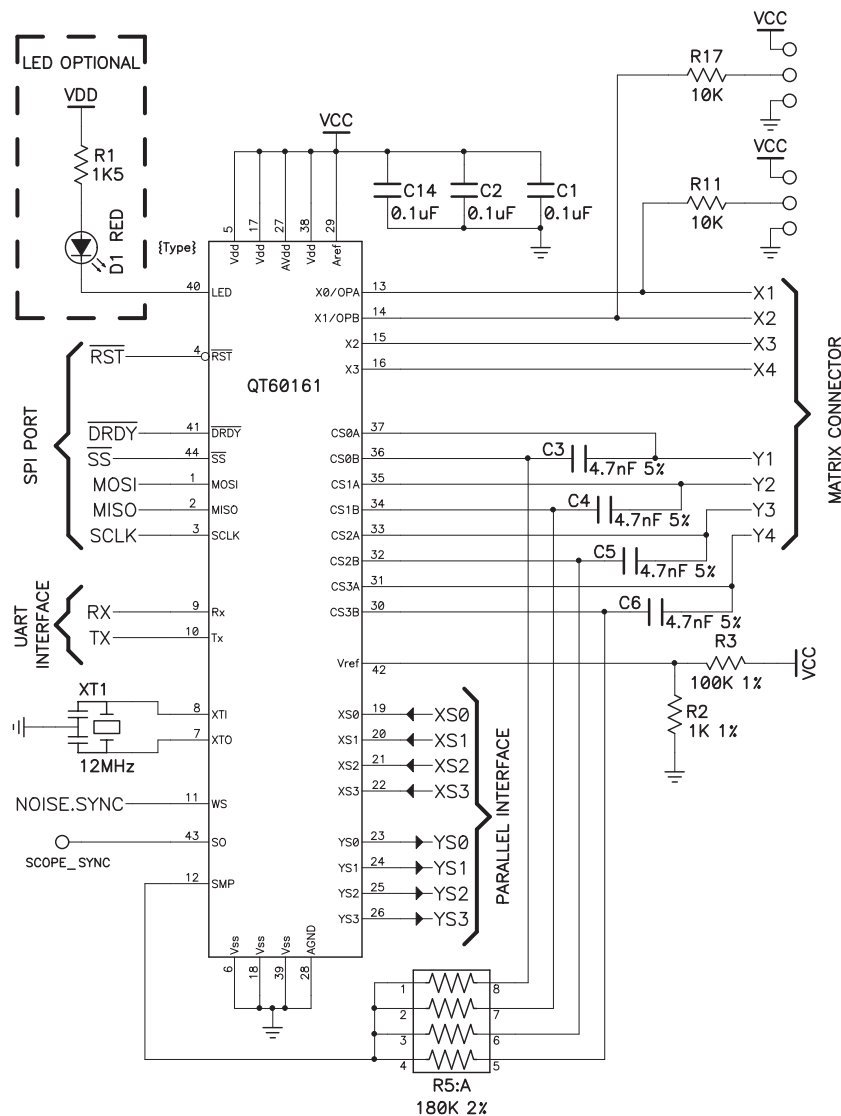 LED OPTIONAL
VDD
R1
1K5
D1 RED
{Type}
VCC
C14
0.1uF
C2
0.1uF
C1
0.1uF
VCC
R17
10K
VCC
R11
10K
5
17
27
38
29
Vdd
Vdd
AVdd
Vdd
Aref
QT60161
40 LED
4 RST
41 DRDY
44 SS
1 MOSI
2 MISO
3 SCLK
9 Rx
10 Tx
8 XTI
7 XTO
11 WS
43 SO
12 SMP
SPI PORT
RST
DRDY
SS
MOSI
MISO
SCLK
UART INTERFACE
RX
TX
XT1
12MHz
NOISE.SYNC
SCOPE_SYNC
X0/OPA 13
X1/OPB 14
X2 15
X3 16
CS0A 37
CS0B 36
CS1A 35
CS1B 34
CS2A 33
CS2B 32
CS3A 31
CS3B 30
Vref 42
XS0 19 XS0
XS1 20 XS1
XS2 21 XS2
XS3 22 XS3
YS0 23 YS0
YS1 24 YS1
YS2 25 YS2
YS3 26 YS3
PARALLEL INTERFACE
X1
X2
X3
X4
Y1
Y2
Y3
Y4
MATRIX CONNECTOR
C3
4.7nF 5%
C4
4.7nF 5%
C5
4.7nF 5%
C6
4.7nF 5%
R3
100K 1%
VCC
R2
1K 1%
Vss
Vss
Vss
AGND
6
18
39
28
1 8
2 7
3 6
4 5
R5:A
180K 2%